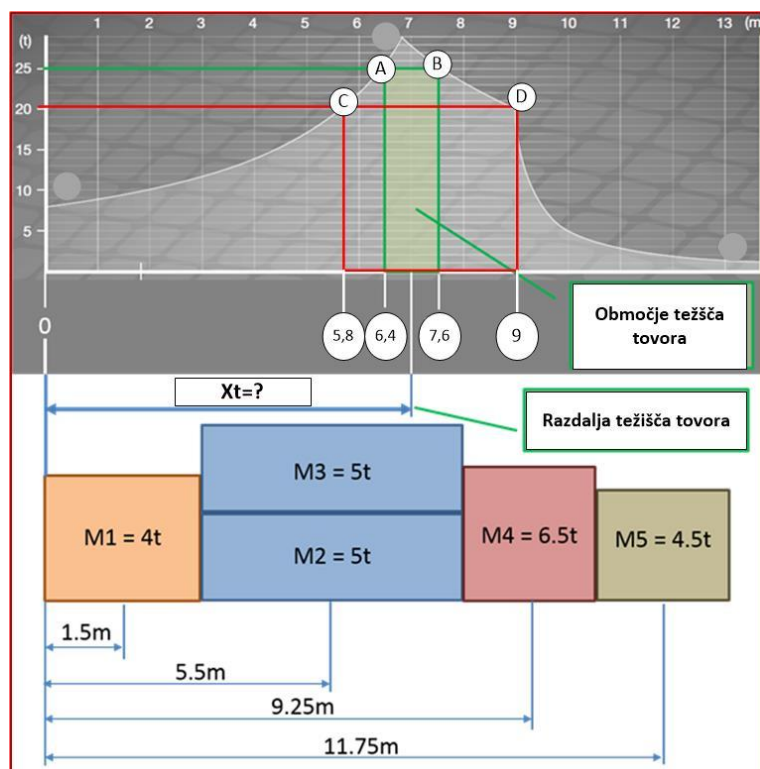 1 2 3 4 5 6 7 8 9 10 11 12 13 (m
(t)
25
A
B
20
C
D
15
10
5
0
5,8
6,4
7,6
9
Območje težšča
tovora
Xt=?
Razdalja težišča tovora
M3 = 5t
M1 = 4t
M2 = 5t
M4 = 6.5t
M5 = 4.5t
1.5m
5.5m
9.25m
11.75m